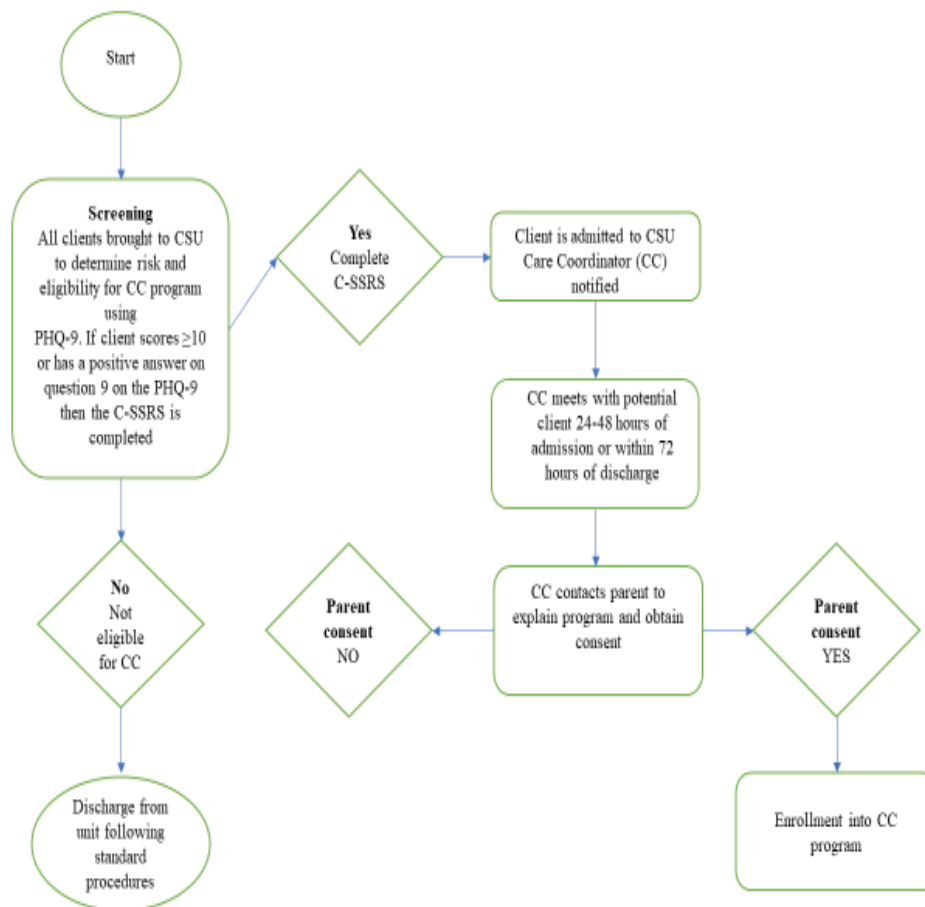 Start
Screening
All clients brought to CSU
to determine risk and
eligibility for CC program
using
PHQ-9. If client scores ≥10
or has a positive answer on
question 9 on the PHQ-9
then the C-SSRS is
completed
Yes
Complete
C-SSRS
Client is admitted to CSU
Care Coordinator (CC)
notified
CC meets with potential
client 24-48 hours of
admission or within 72
hours of discharge
No
Not
eligible
for CC
Parent
consent
NO
CC contacts parent to
explain program and obtain
consent
Parent
consent
YES
Discharge from
unit following
standard
procedures
Enrollment into CC
program